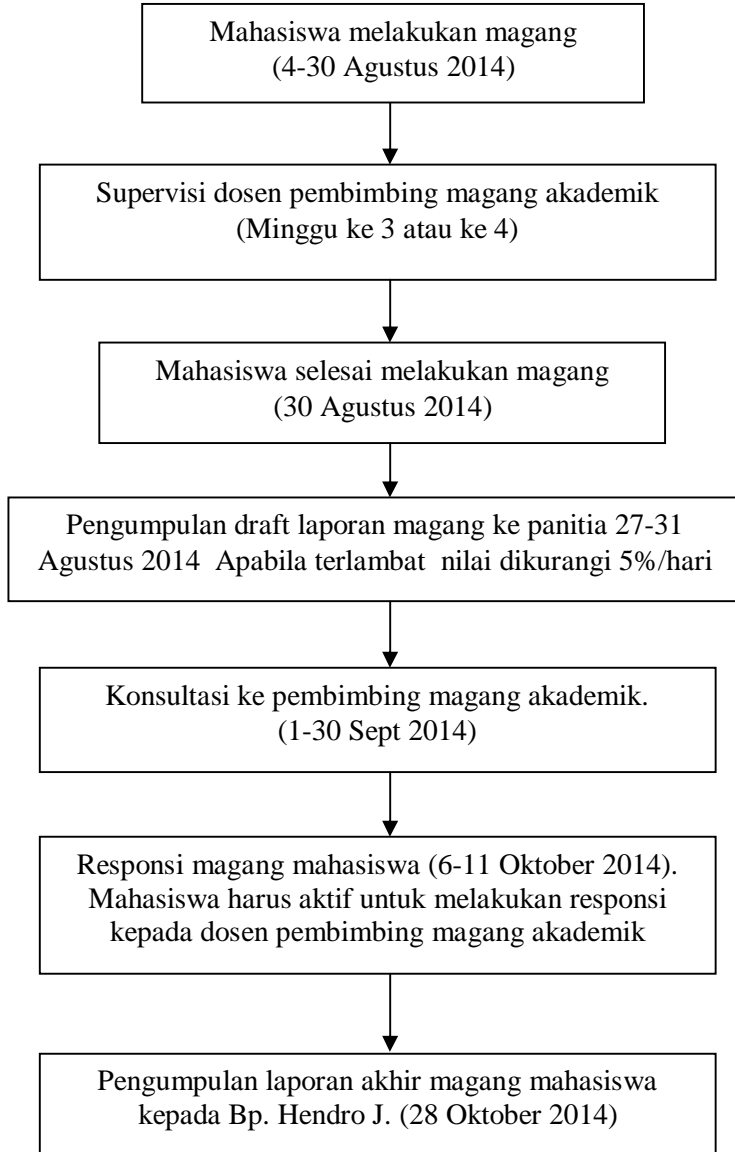 Mahasiswa melakukan magang
(4-30 Agustus 2014)
Supervisi dosen pembimbing magang akademik
(Minggu ke 3 atau ke 4)
Mahasiswa selesai melakukan magang
(30 Agustus 2014)
Pengumpulan draft laporan magang ke panitia 27-31
Agustus 2014 Apabila terlambat nilai dikurangi 5%/hari
Konsultasi ke pembimbing magang akademik.
(1-30 Sept 2014)
Responsi magang mahasiswa (6-11 Oktober 2014).
Mahasiswa harus aktif untuk melakukan responsi
kepada dosen pembimbing magang akademik
Pengumpulan laporan akhir magang mahasiswa
kepada Bp. Hendro J. (28 Oktober 2014)